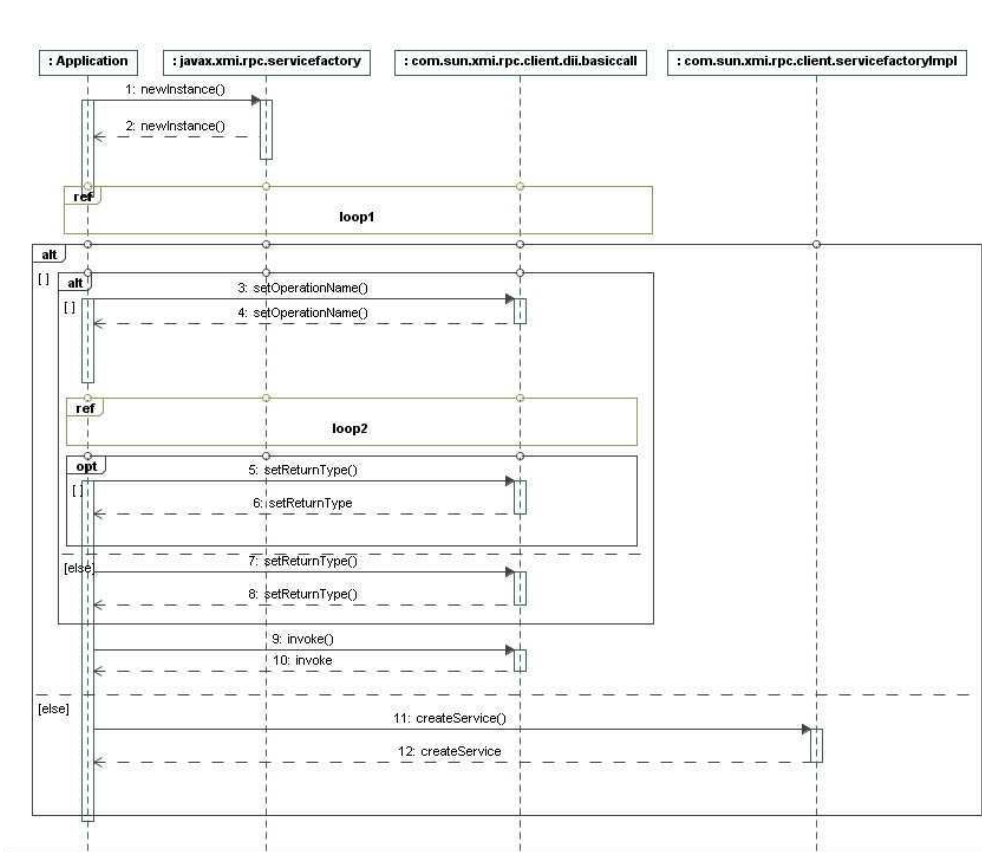 : Application
: javax.xmi.rpc.servicefactory
: com.sun.xmi.rpc.client.dii.basiccall
: com.sun.xmi.rpc.client.servicefactoryImpl
1: newInstance()
2: newInstance()
ref
loop1
alt
[ ]
alt
[ ]
3: setOperationName()
4: setOperationName()
ref
loop2
opt
[ ]
5: setReturnType()
6: setReturnType
[else]
7: setReturnType()
8: setReturnType()
9: invoke()
10: invoke
[else]
11: createService()
12: createService